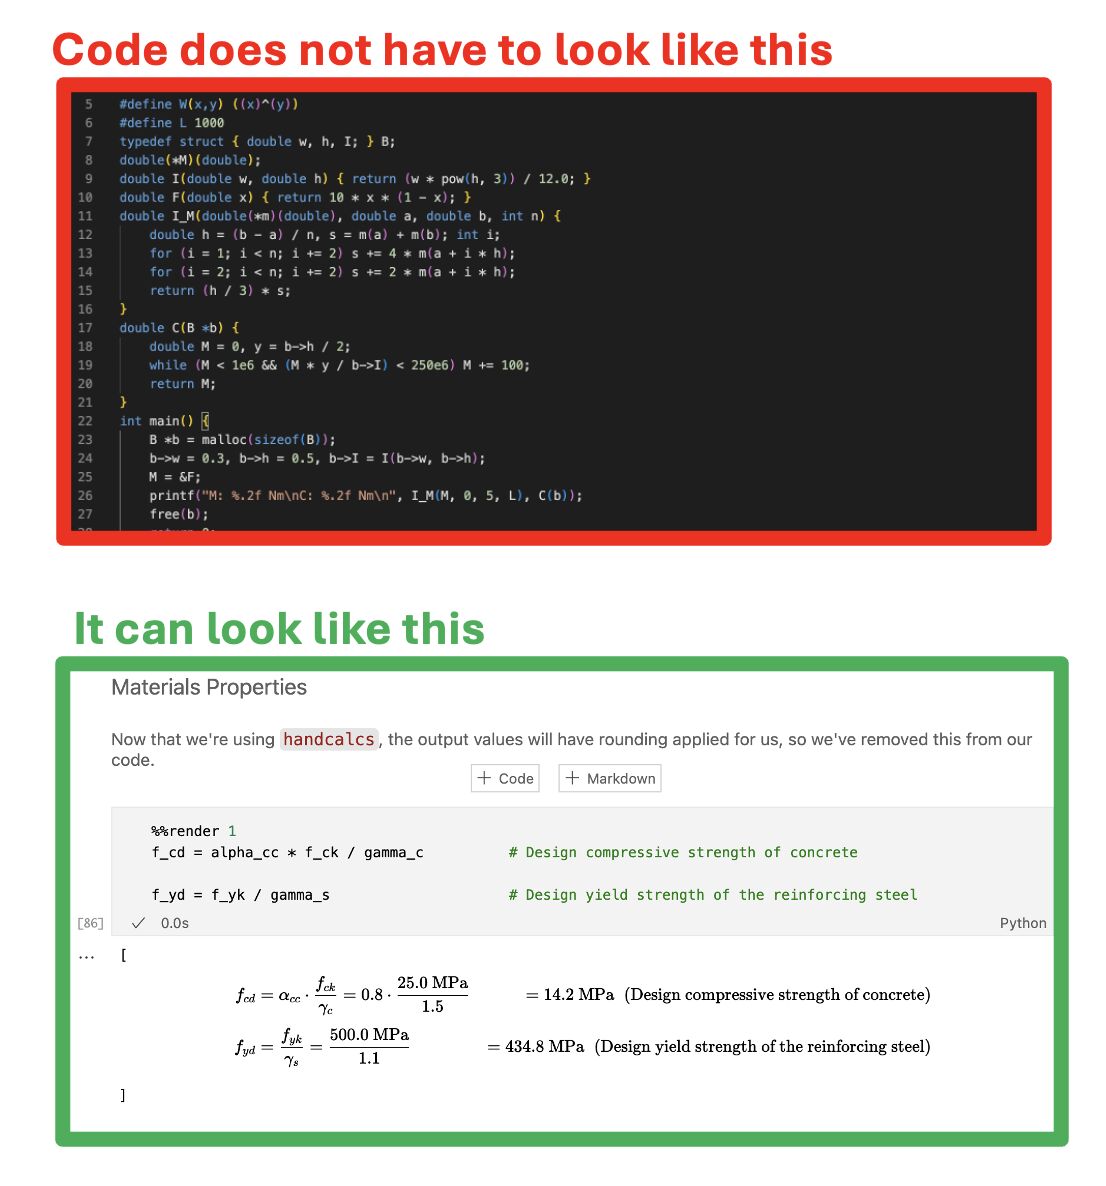 Code does not have to look like this
5 #define W(x,y) ((x)^(y))
6 #define L 1000
7 typedef struct { double w, h, I; } B;
8 double(*M)(double);
9 double I(double w, double h) { return (w * pow(h, 3)) / 12.0; }
10 double F(double x) { return 10 * x * (1 - x); }
11 double I_M(double(*m)(double), double a, double b, int n) {
12 double h = (b - a) / n, s = m(a) + m(b); int i;
13 for (i = 1; i < n; i += 2) s += 4 * m(a + i * h);
14 for (i = 2; i < n; i += 2) s += 2 * m(a + i * h);
15 return (h / 3) * s;
16 }
17 double C(B *b) {
18 double M = 0, y = b->h / 2;
19 while (M < 1e6 && (M * y / b->I) < 250e6) M += 100;
20 return M;
21 }
22 int main() {
23 B *b = malloc(sizeof(B));
24 b->w = 0.3, b->h = 0.5, b->I = I(b->w, b->h);
25 M = &F;
26 printf("M: %.2f Nm\nC: %.2f Nm\n", I_M(M, 0, 5, L), C(b));
27 free(b);
It can look like this
Materials Properties
Now that we're using handcalcs, the output values will have rounding applied for us, so we've removed this from our
code.
+ Code + Markdown
%%render 1
f_cd = alpha_cc * f_ck / gamma_c # Design compressive strength of concrete
f_yd = f_yk / gamma_s # Design yield strength of the reinforcing steel
[86] ✓ 0.0s Python
... [
f_cd = α_cc · f_ck / γ_c = 0.8 · 25.0 MPa / 1.5 = 14.2 MPa (Design compressive strength of concrete)
f_yd = f_yk / γ_s = 500.0 MPa / 1.1 = 434.8 MPa (Design yield strength of the reinforcing steel)
]